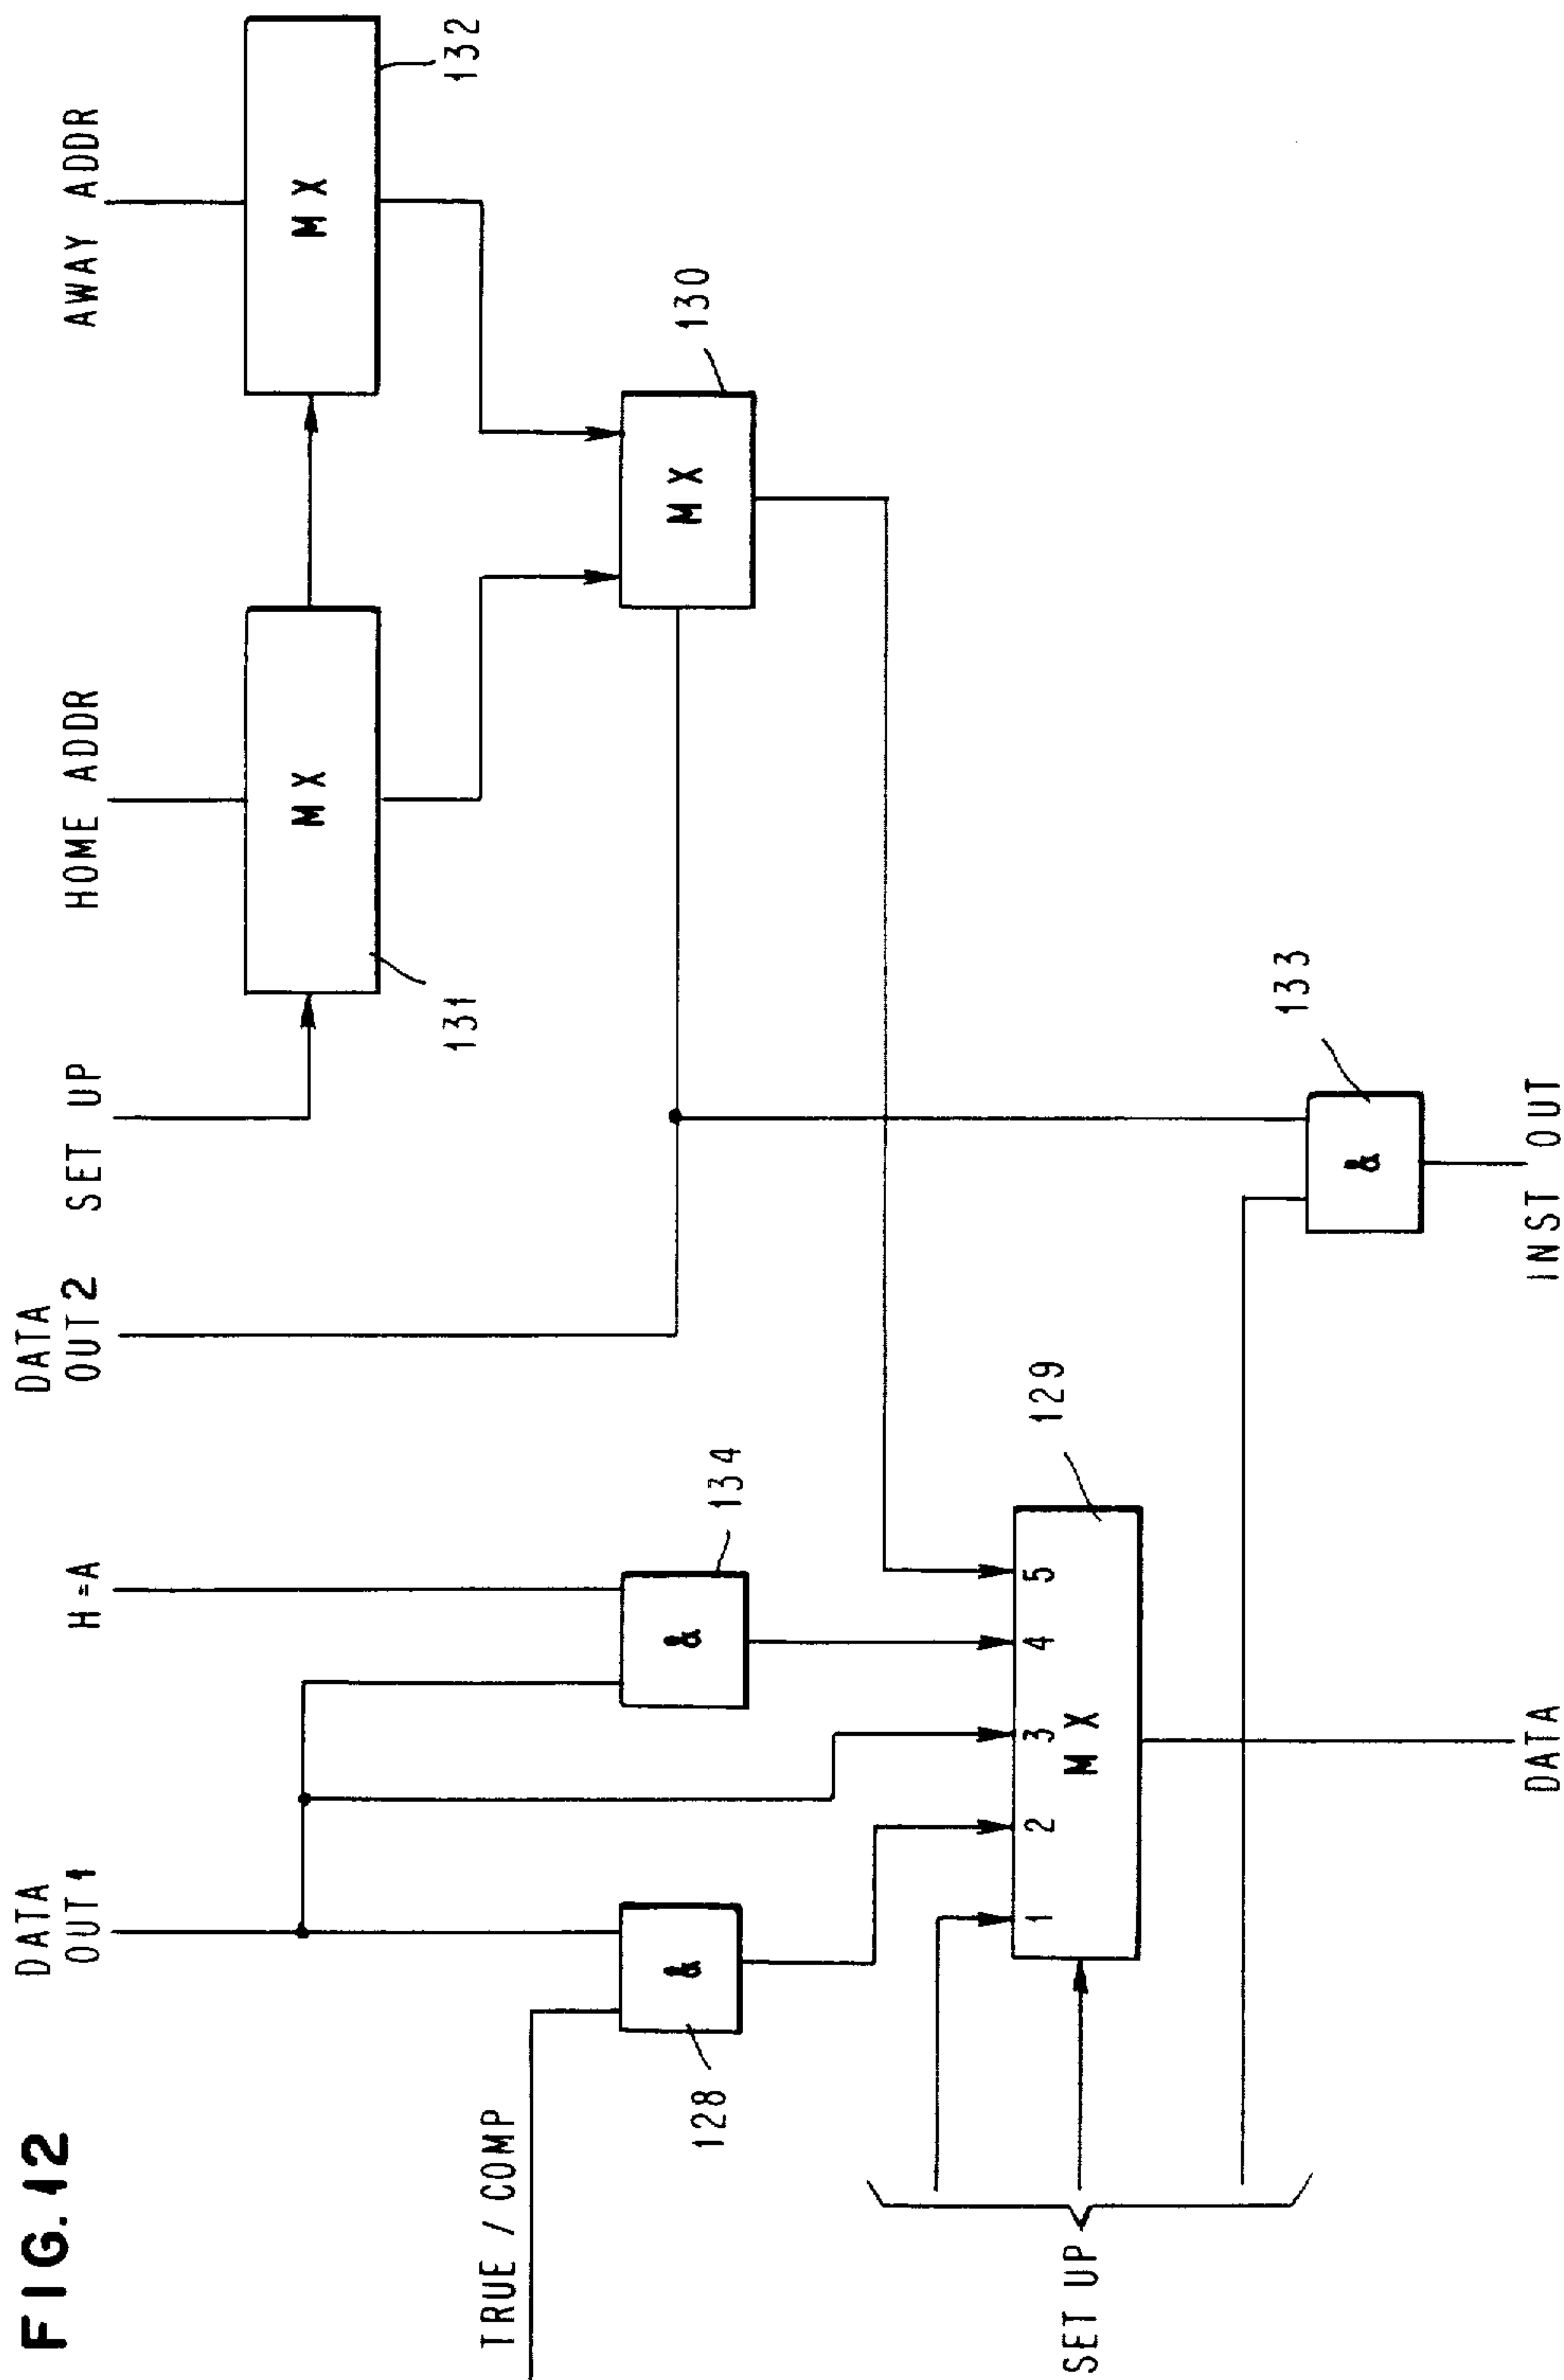 FIG.12
DATA
OUT1
H=A
DATA
OUT2
SET UP
HOME ADDR
AWAY ADDR
MX
131
MX
132
TRUE / COMP
&
128
&
134
MX
130
SET UP
1 2 3 4 5
MX
129
&
133
DATA
INST OUT